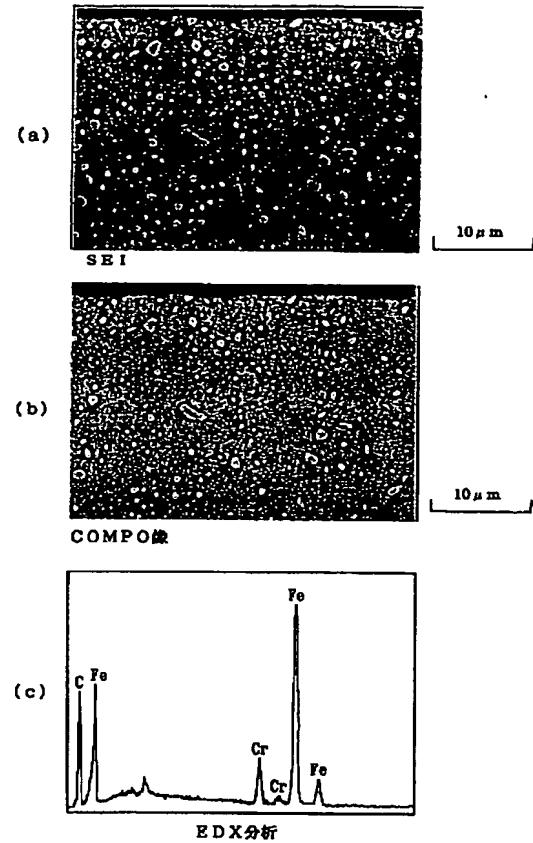 (a)
10μm
SEI
(b)
10μm
COMPO像
(c)
C
Fe
Cr
Cr
Fe
Fe
EDX分析